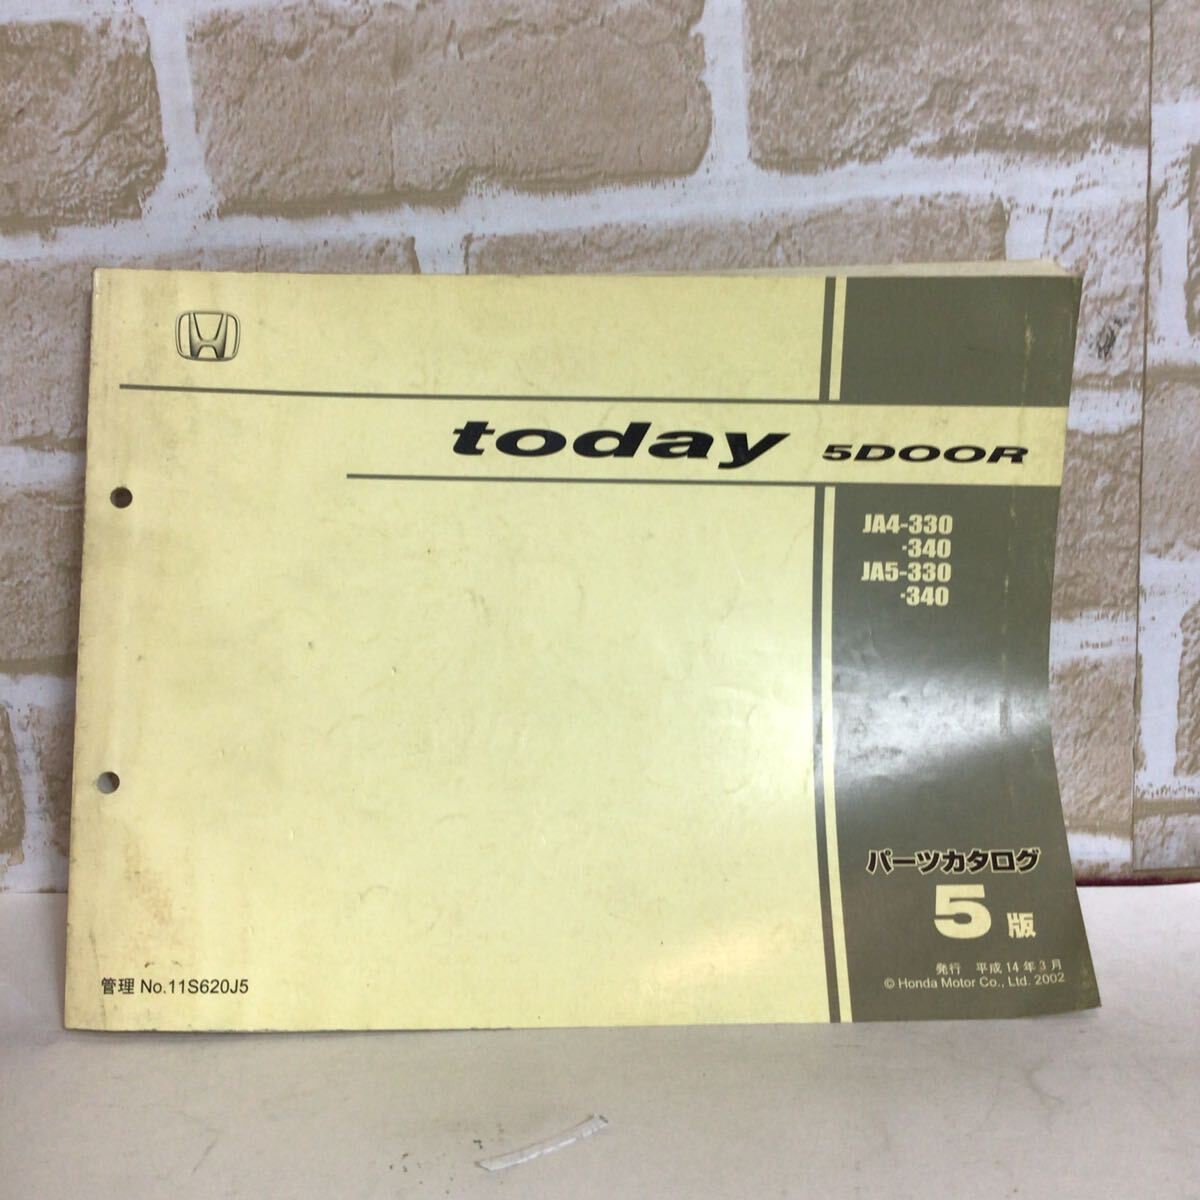 today 5DOOR
JA4-330
・340
JA5-330
・340
パーツカタログ
5版
発行 平成14年3月
© Honda Motor Co., Ltd. 2002
管理 No.11S620J5